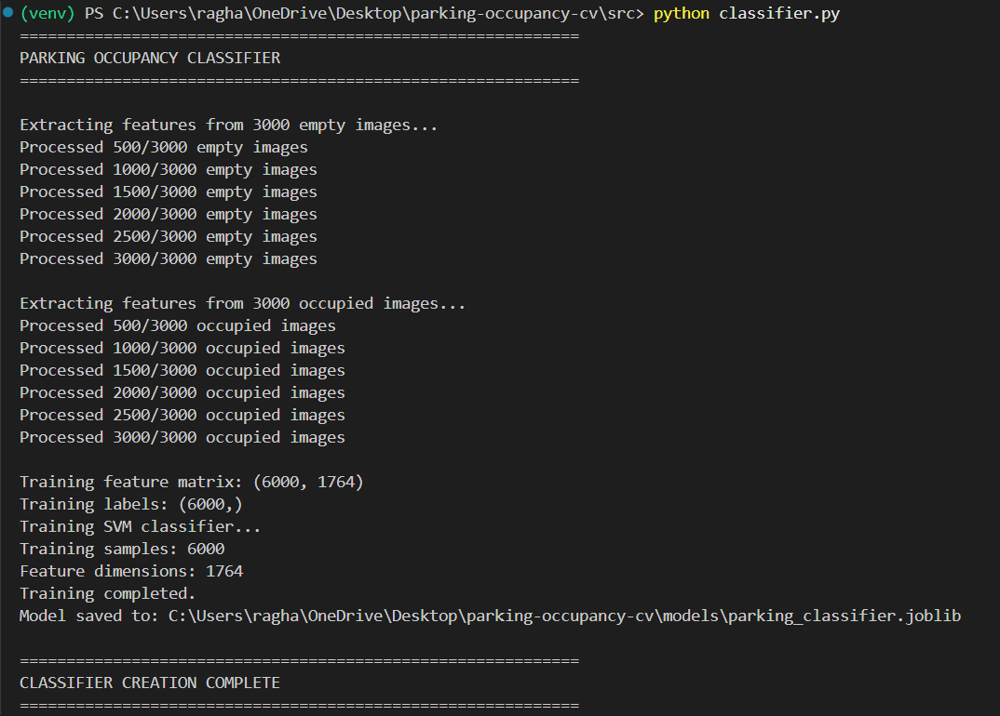 (venv) PS C:\Users\ragha\OneDrive\Desktop\parking-occupancy-cv\src> python classifier.py
============================================================
PARKING OCCUPANCY CLASSIFIER
============================================================
Extracting features from 3000 empty images...
Processed 500/3000 empty images
Processed 1000/3000 empty images
Processed 1500/3000 empty images
Processed 2000/3000 empty images
Processed 2500/3000 empty images
Processed 3000/3000 empty images
Extracting features from 3000 occupied images...
Processed 500/3000 occupied images
Processed 1000/3000 occupied images
Processed 1500/3000 occupied images
Processed 2000/3000 occupied images
Processed 2500/3000 occupied images
Processed 3000/3000 occupied images
Training feature matrix: (6000, 1764)
Training labels: (6000,)
Training SVM classifier...
Training samples: 6000
Feature dimensions: 1764
Training completed.
Model saved to: C:\Users\ragha\OneDrive\Desktop\parking-occupancy-cv\models\parking_classifier.joblib
============================================================
CLASSIFIER CREATION COMPLETE
============================================================